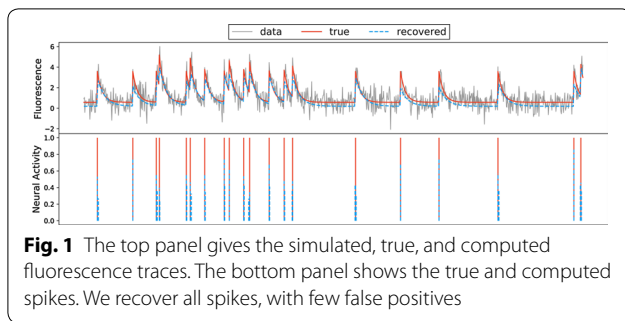 data true recovered
6
4
2
0
−2
Fluorescence
1.0
0.8
0.6
0.4
0.2
0.0
Neural Activity
Fig. 1 The top panel gives the simulated, true, and computed
fluorescence traces. The bottom panel shows the true and computed
spikes. We recover all spikes, with few false positives